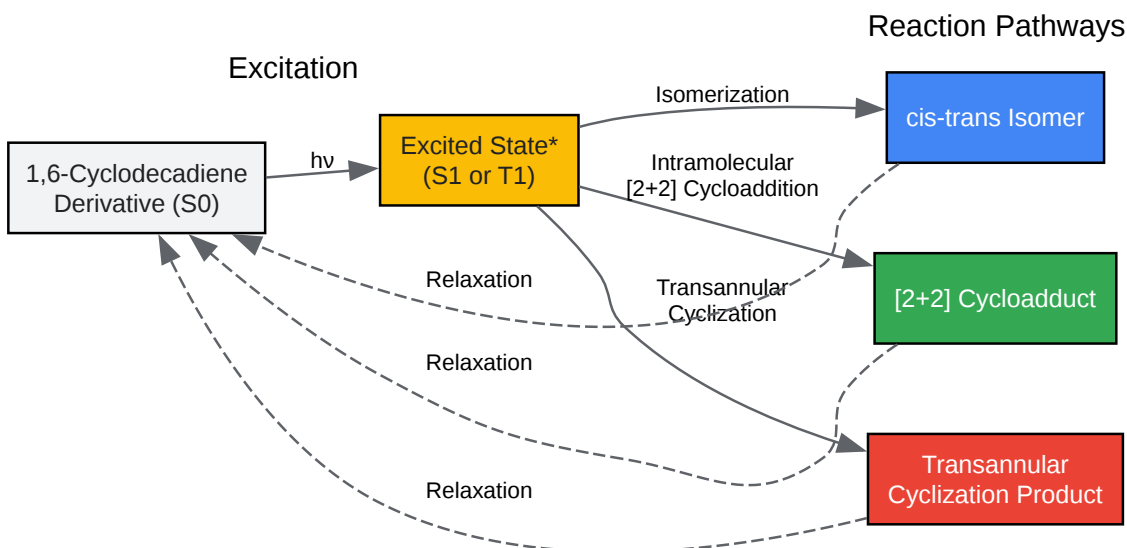 Reaction Pathways
Excitation
Isomerization
cis-trans Isomer
hν
Excited State*
(S1 or T1)
1,6-Cyclodecadiene
Derivative (S0)
Intramolecular
[2+2] Cycloaddition
Relaxation
Transannular
Cyclization
[2+2] Cycloadduct
Relaxation
Relaxation
Transannular
Cyclization Product